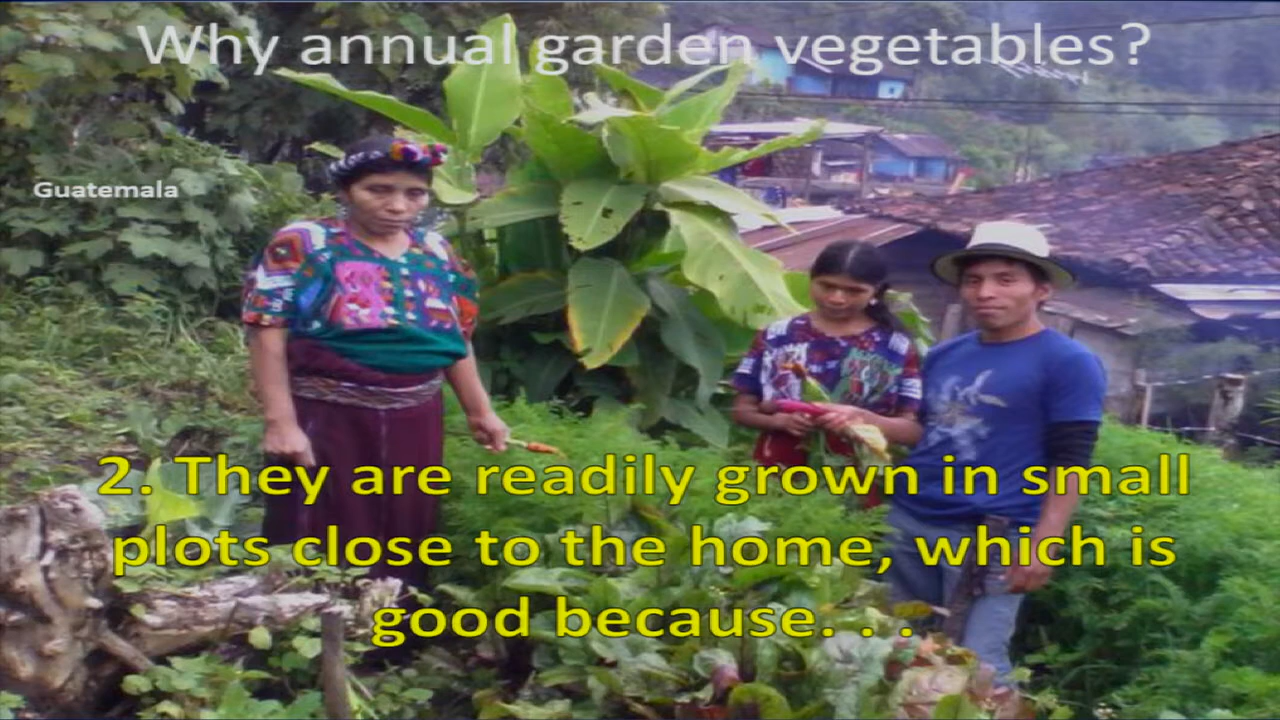 Why annual garden vegetables?
Guatemala
2. They are readily grown in small
plots close to the home, which is
good because. . .